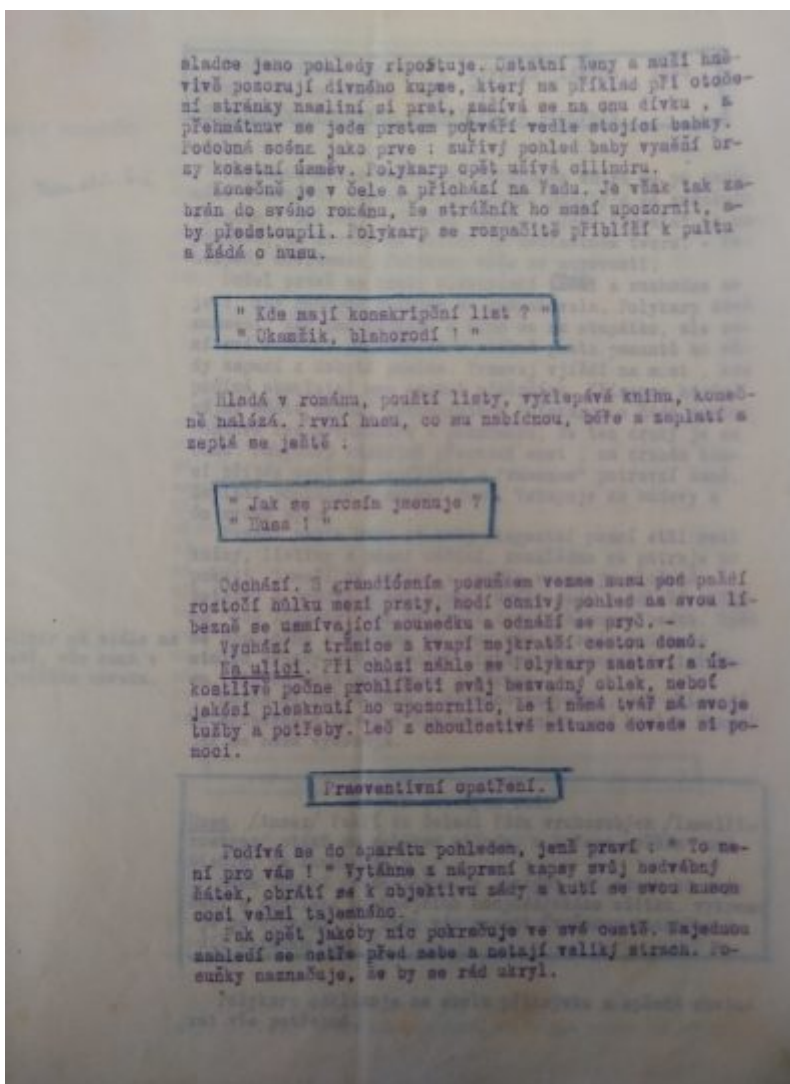 sladce jeho pohledy ripostuje. Ostatní ženy a muži hně-
vivě pozorují divného kupce, který na příklad při otoče-
ní stránky nasliní si prst, zadívá se na onu dívku , a
přehmátnuv se jede prstem po tváři vedle stojící babky.
Podobná scéna jako prve : zuřivý pohled baby vymění br-
zy koketní úsměv. Polykarp opět užívá cilindru.
Konečně je v čele a přichází na řadu. Je však tak za-
brán do svého románu, že strážník ho musí upozornit, a-
by předstoupil. Polykarp se rozpačitě přiblíží k pultu
a žádá o husu.
" Kde mají konskripční list ? "
" Okamžik, blahorodí ! "
Hledá v románu, pouští listy, vyklepává knihu, koneč-
ně nalézá. První husu, co mu nabídnou, béře a zaplatí a
zeptá se ještě :
" Jak se prosím jmenuje ?
" Husa ! "
Odchází. S grandiósním posuňkem vezme husu pod paždí
roztočí hůlku mezi prsty, hodí ohnivý pohled na svou lí-
bezně se usmívající sousedku a odnáší se pryč. -
Vychází z tržnice a kvapí nejkratší cestou domů.
Na ulici. Při chůzi náhle se Polykarp zastaví a úz-
kostlivě počne prohlížeti svůj bezvadný oblek, neboť
jakési plesknutí ho upozornilo, že i němá tvář má svoje
tužby a potřeby. Leč z choulostivé situace dovede si po-
moci.
Praeventivní opatření.
Podívá se do aparátu pohledem, jenž praví : " To ne-
ní pro vás ! " Vytáhne z náprsní kapsy svůj hedvábný
šátek, obrátí se k objektivu zády a kutí se svou husou
cosi velmi tajemného.
Pak opět jakoby nic pokračuje ve své cestě. Najednou
zahledí se ostře před sebe a netají veliký strach. Po-
suňky naznačuje, že by se rád ukryl.